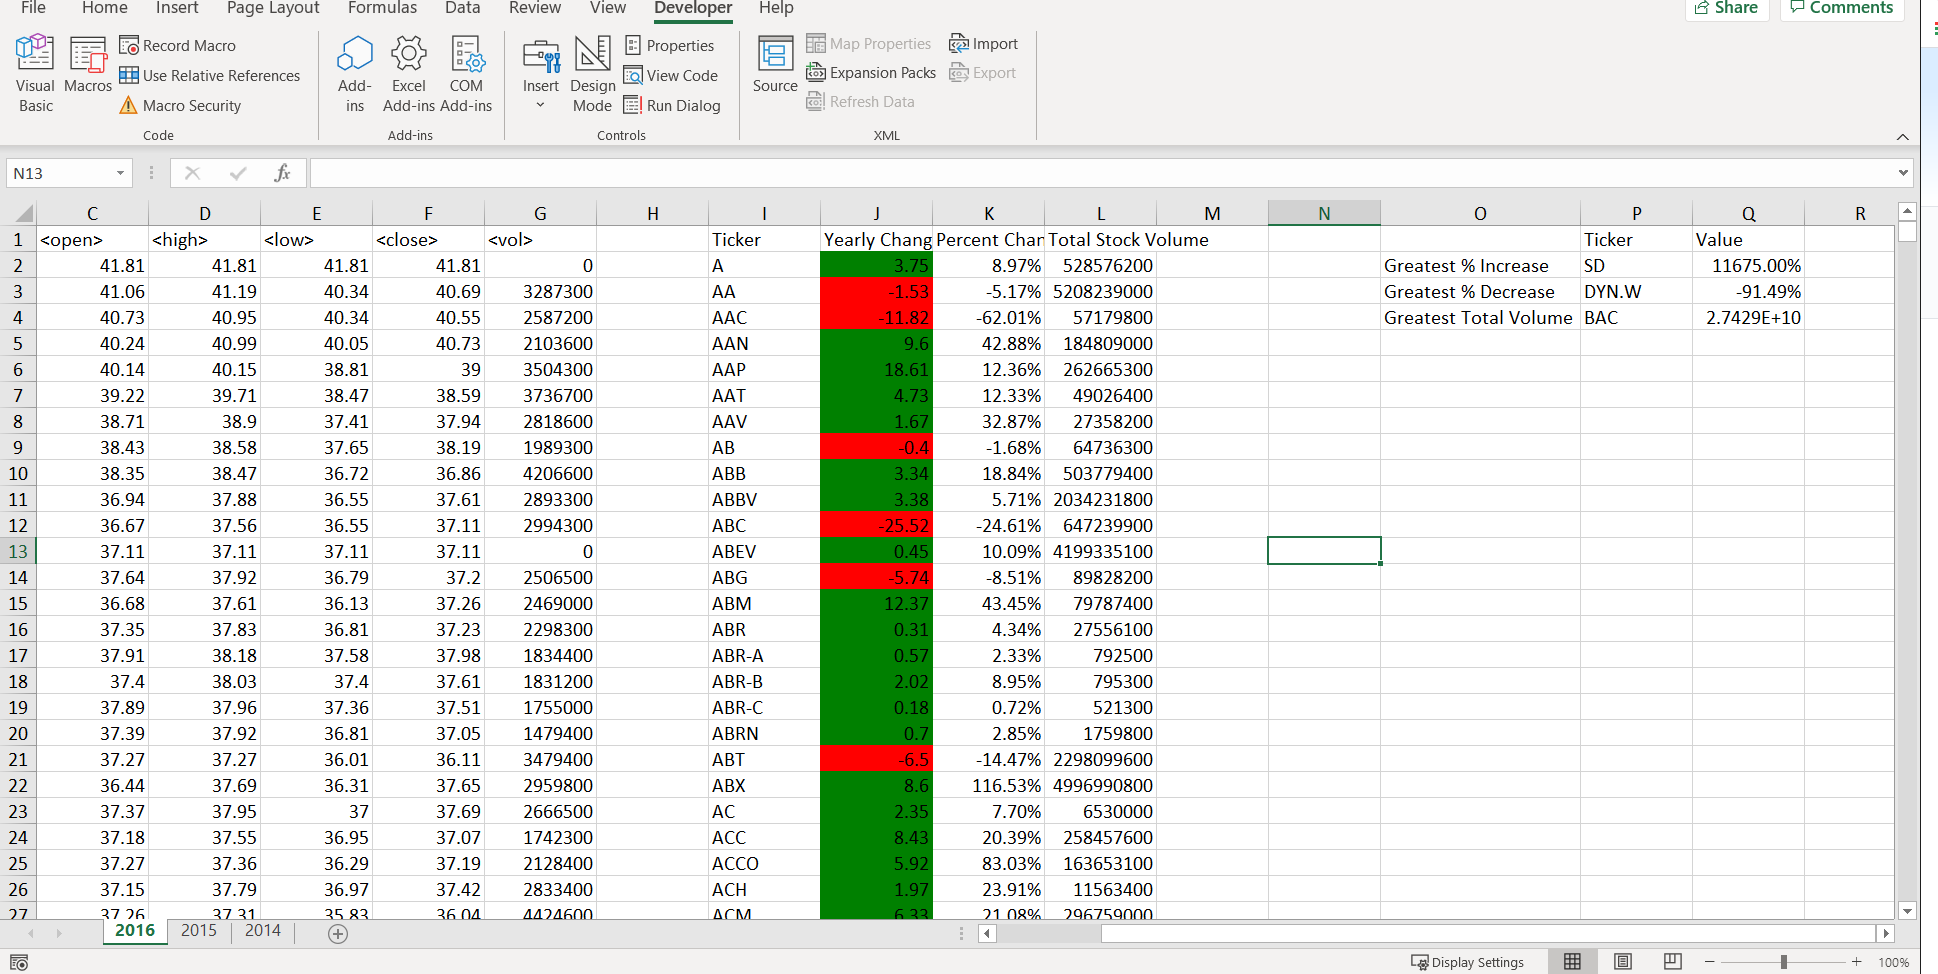 File Home Insert Page Layout Formulas Data Review View Developer Help Share Comments
Visual Basic Macros Record Macro Use Relative References Macro Security Code
Add-ins Excel Add-ins COM Add-ins Add-ins
Insert Design Mode Properties View Code Run Dialog Controls
Source Map Properties Expansion Packs Refresh Data Import Export XML
N13 fx
C D E F G H I J K L M N O P Q R
1 <open> <high> <low> <close> <vol> Ticker Yearly Chang Percent Char Total Stock Volume Ticker Value
2 41.81 41.81 41.81 41.81 0 A 3.75 8.97% 528576200 Greatest % Increase SD 11675.00%
3 41.06 41.19 40.34 40.69 3287300 AA -1.53 -5.17% 5208239000 Greatest % Decrease DYN.W -91.49%
4 40.73 40.95 40.34 40.55 2587200 AAC -11.82 -62.01% 57179800 Greatest Total Volume BAC 2.7429E+10
5 40.24 40.99 40.05 40.73 2103600 AAN 9.6 42.88% 184809000
6 40.14 40.15 38.81 39 3504300 AAP 18.61 12.36% 262665300
7 39.22 39.71 38.47 38.59 3736700 AAT 4.73 12.33% 49026400
8 38.71 38.9 37.41 37.94 2818600 AAV 1.67 32.87% 27358200
9 38.43 38.58 37.65 38.19 1989300 AB -0.4 -1.68% 64736300
10 38.35 38.47 36.72 36.86 4206600 ABB 3.34 18.84% 503779400
11 36.94 37.88 36.55 37.61 2893300 ABBV 3.38 5.71% 2034231800
12 36.67 37.56 36.55 37.11 2994300 ABC -25.52 -24.61% 647239900
13 37.11 37.11 37.11 37.11 0 ABEV 0.45 10.09% 4199335100
14 37.64 37.92 36.79 37.2 2506500 ABG -5.74 -8.51% 89828200
15 36.68 37.61 36.13 37.26 2469000 ABM 12.37 43.45% 79787400
16 37.35 37.83 36.81 37.23 2298300 ABR 0.31 4.34% 27556100
17 37.91 38.18 37.58 37.98 1834400 ABR-A 0.57 2.33% 792500
18 37.4 38.03 37.4 37.61 1831200 ABR-B 2.02 8.95% 795300
19 37.89 37.96 37.36 37.51 1755000 ABR-C 0.18 0.72% 521300
20 37.39 37.92 36.81 37.05 1479400 ABRN 0.7 2.85% 1759800
21 37.27 37.27 36.01 36.11 3479400 ABT -6.5 -14.47% 2298099600
22 36.44 37.69 36.31 37.65 2959800 ABX 8.6 116.53% 4996990800
23 37.37 37.95 37 37.69 2666500 AC 2.35 7.70% 6530000
24 37.18 37.55 36.95 37.07 1742300 ACC 8.43 20.39% 258457600
25 37.27 37.36 36.29 37.19 2128400 ACCO 5.92 83.03% 163653100
26 37.15 37.79 36.97 37.42 2833400 ACH 1.97 23.91% 11563400
27 37.26 37.31 35.83 36.04 4424600 ACM 6.33 21.08% 296759000
2016 2015 2014
Display Settings 100%